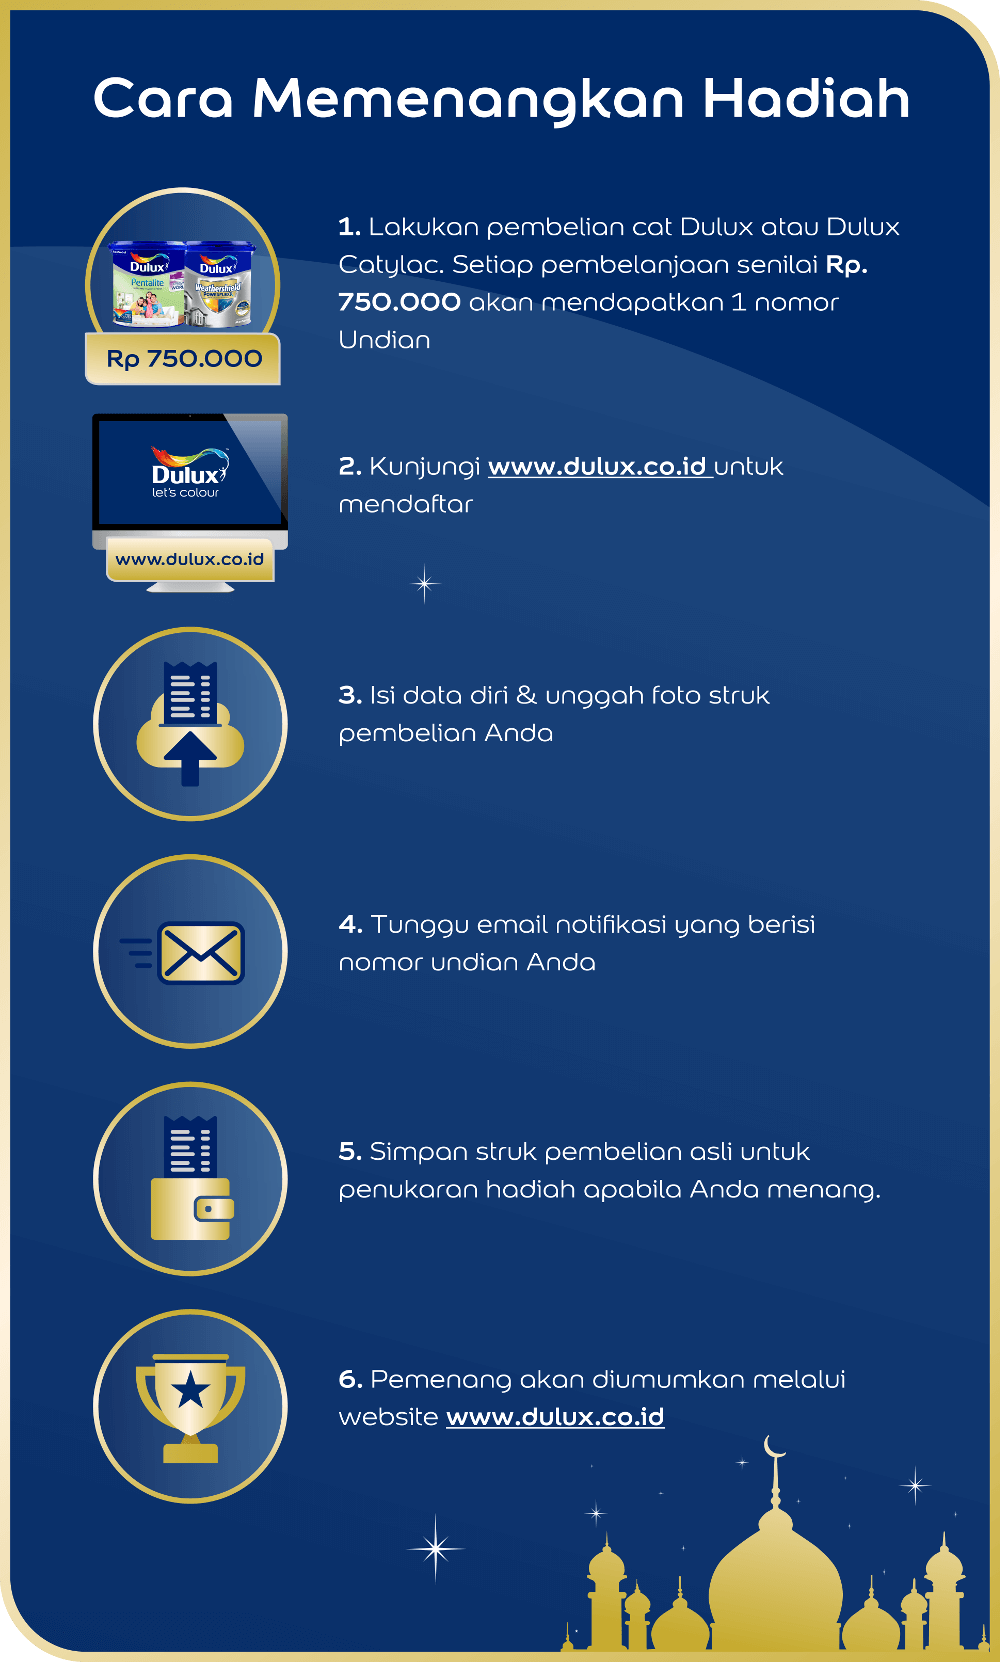 Cara Memenangkan Hadiah
1. Lakukan pembelian cat Dulux atau Dulux
Catylac. Setiap pembelanjaan senilai Rp.
750.000 akan mendapatkan 1 nomor
Undian
Dulux
Pentalite
Dulux
Weathershield
Rp 750.000
2. Kunjungi www.dulux.co.id untuk
mendaftar
Dulux
let's colour
www.dulux.co.id
3. Isi data diri & unggah foto struk
pembelian Anda
4. Tunggu email notifikasi yang berisi
nomor undian Anda
5. Simpan struk pembelian asli untuk
penukaran hadiah apabila Anda menang.
6. Pemenang akan diumumkan melalui
website www.dulux.co.id